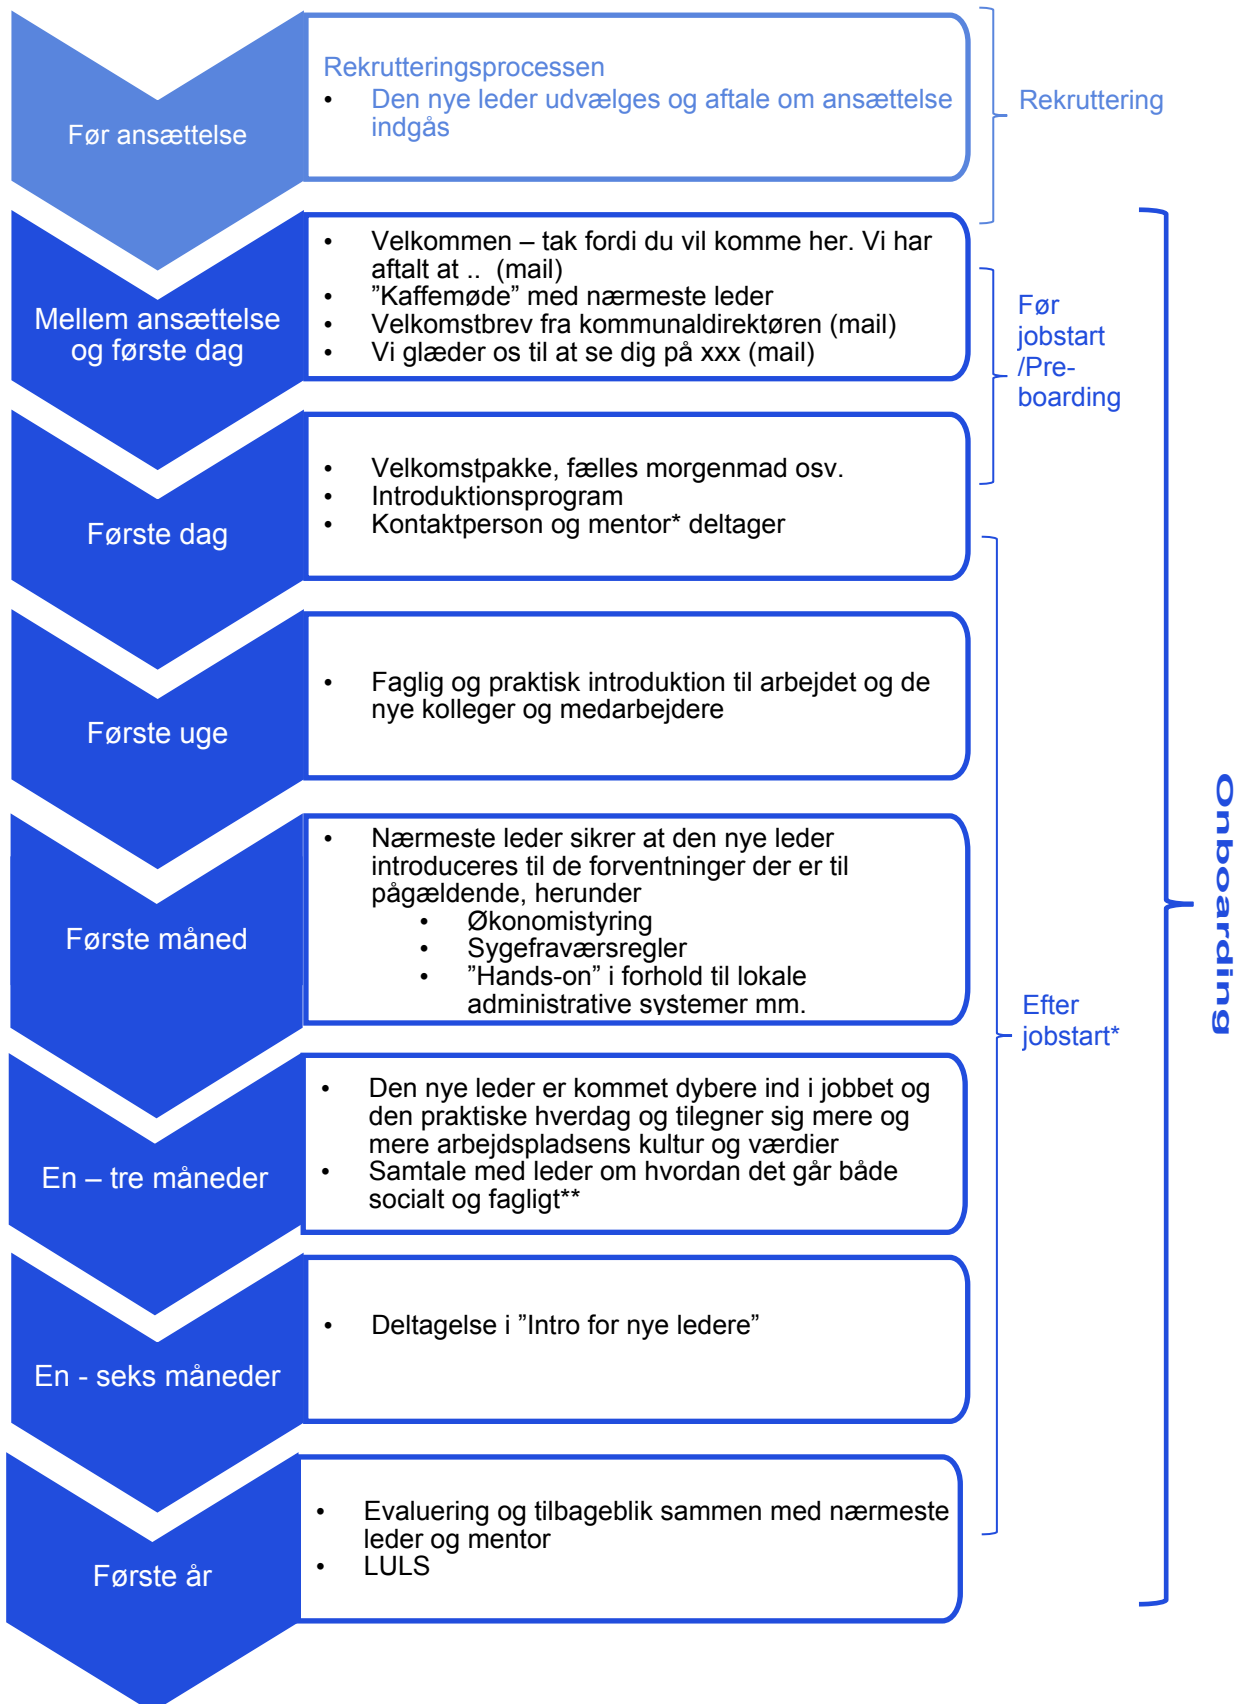 Før ansættelse
Rekrutteringsprocessen
• Den nye leder udvælges og aftale om ansættelse
indgås
Rekruttering
Mellem ansættelse
og første dag
• Velkommen – tak fordi du vil komme her. Vi har
aftalt at .. (mail)
• ”Kaffemøde” med nærmeste leder
• Velkomstbrev fra kommunaldirektøren (mail)
• Vi glæder os til at se dig på xxx (mail)
Før
jobstart
/Pre-
boarding
Første dag
• Velkomstpakke, fælles morgenmad osv.
• Introduktionsprogram
• Kontaktperson og mentor* deltager
Første uge
• Faglig og praktisk introduktion til arbejdet og de
nye kolleger og medarbejdere
Første måned
• Nærmeste leder sikrer at den nye leder
introduceres til de forventninger der er til
pågældende, herunder
• Økonomistyring
• Sygefraværsregler
• ”Hands-on” i forhold til lokale
administrative systemer mm.
Efter
jobstart*
Onboarding
En – tre måneder
• Den nye leder er kommet dybere ind i jobbet og
den praktiske hverdag og tilegner sig mere og
mere arbejdspladsens kultur og værdier
• Samtale med leder om hvordan det går både
socialt og fagligt**
En - seks måneder
• Deltagelse i ”Intro for nye ledere”
Første år
• Evaluering og tilbageblik sammen med nærmeste
leder og mentor
• LULS